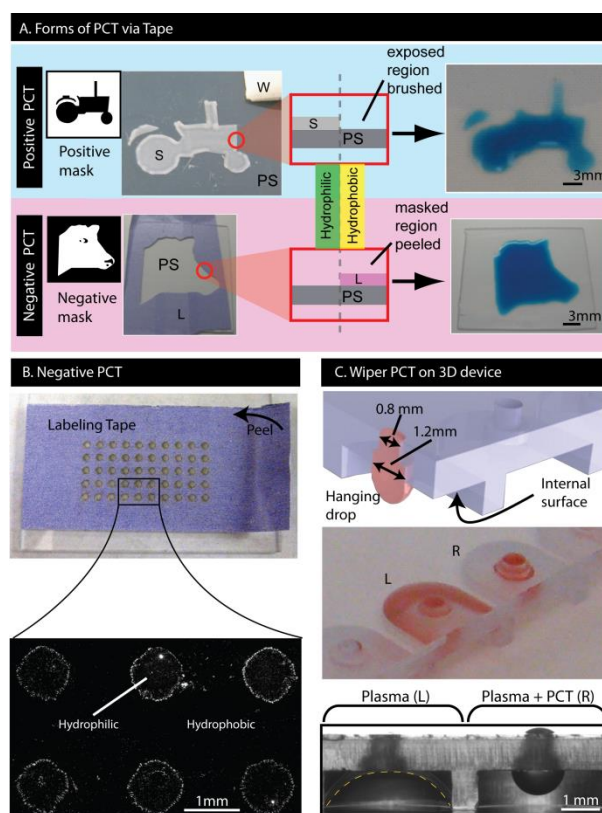 A. Forms of PCT via Tape
Positive PCT
Positive
mask
S
W
PS
S
PS
exposed
region
brushed
3mm
Hydrophilic
Hydrophobic
Negative PCT
Negative
mask
PS
L
masked
region
peeled
L
PS
3mm
B. Negative PCT
Labeling Tape
Peel
Hydrophilic
Hydrophobic
1mm
C. Wiper PCT on 3D device
0.8 mm
1.2mm
Hanging
drop
Internal
surface
R
L
Plasma (L)
Plasma + PCT (R)
1 mm